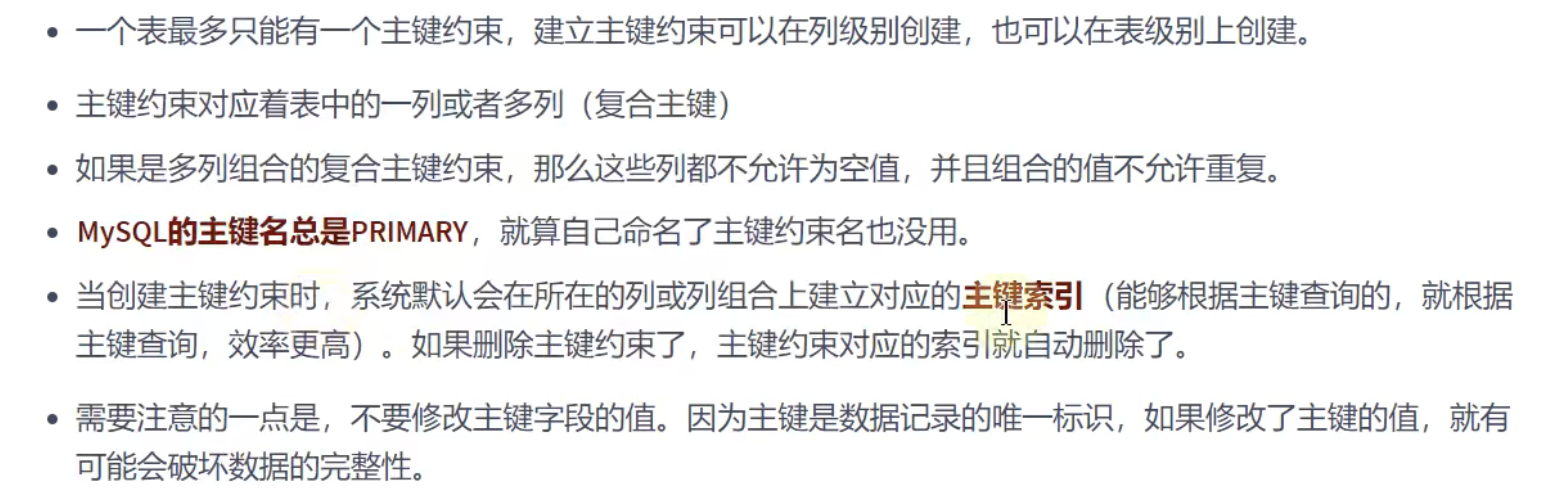 • 一个表最多只能有一个主键约束，建立主键约束可以在列级别创建，也可以在表级别上创建。
• 主键约束对应着表中的一列或者多列（复合主键）
• 如果是多列组合的复合主键约束，那么这些列都不允许为空值，并且组合的值不允许重复。
• MySQL的主键名总是PRIMARY，就算自己命名了主键约束名也没用。
• 当创建主键约束时，系统默认会在所在的列或列组合上建立对应的主键索引（能够根据主键查询的，就根据
主键查询，效率更高）。如果删除主键约束了，主键约束对应的索引就自动删除了。
• 需要注意的一点是，不要修改主键字段的值。因为主键是数据记录的唯一标识，如果修改了主键的值，就有
可能会破坏数据的完整性。